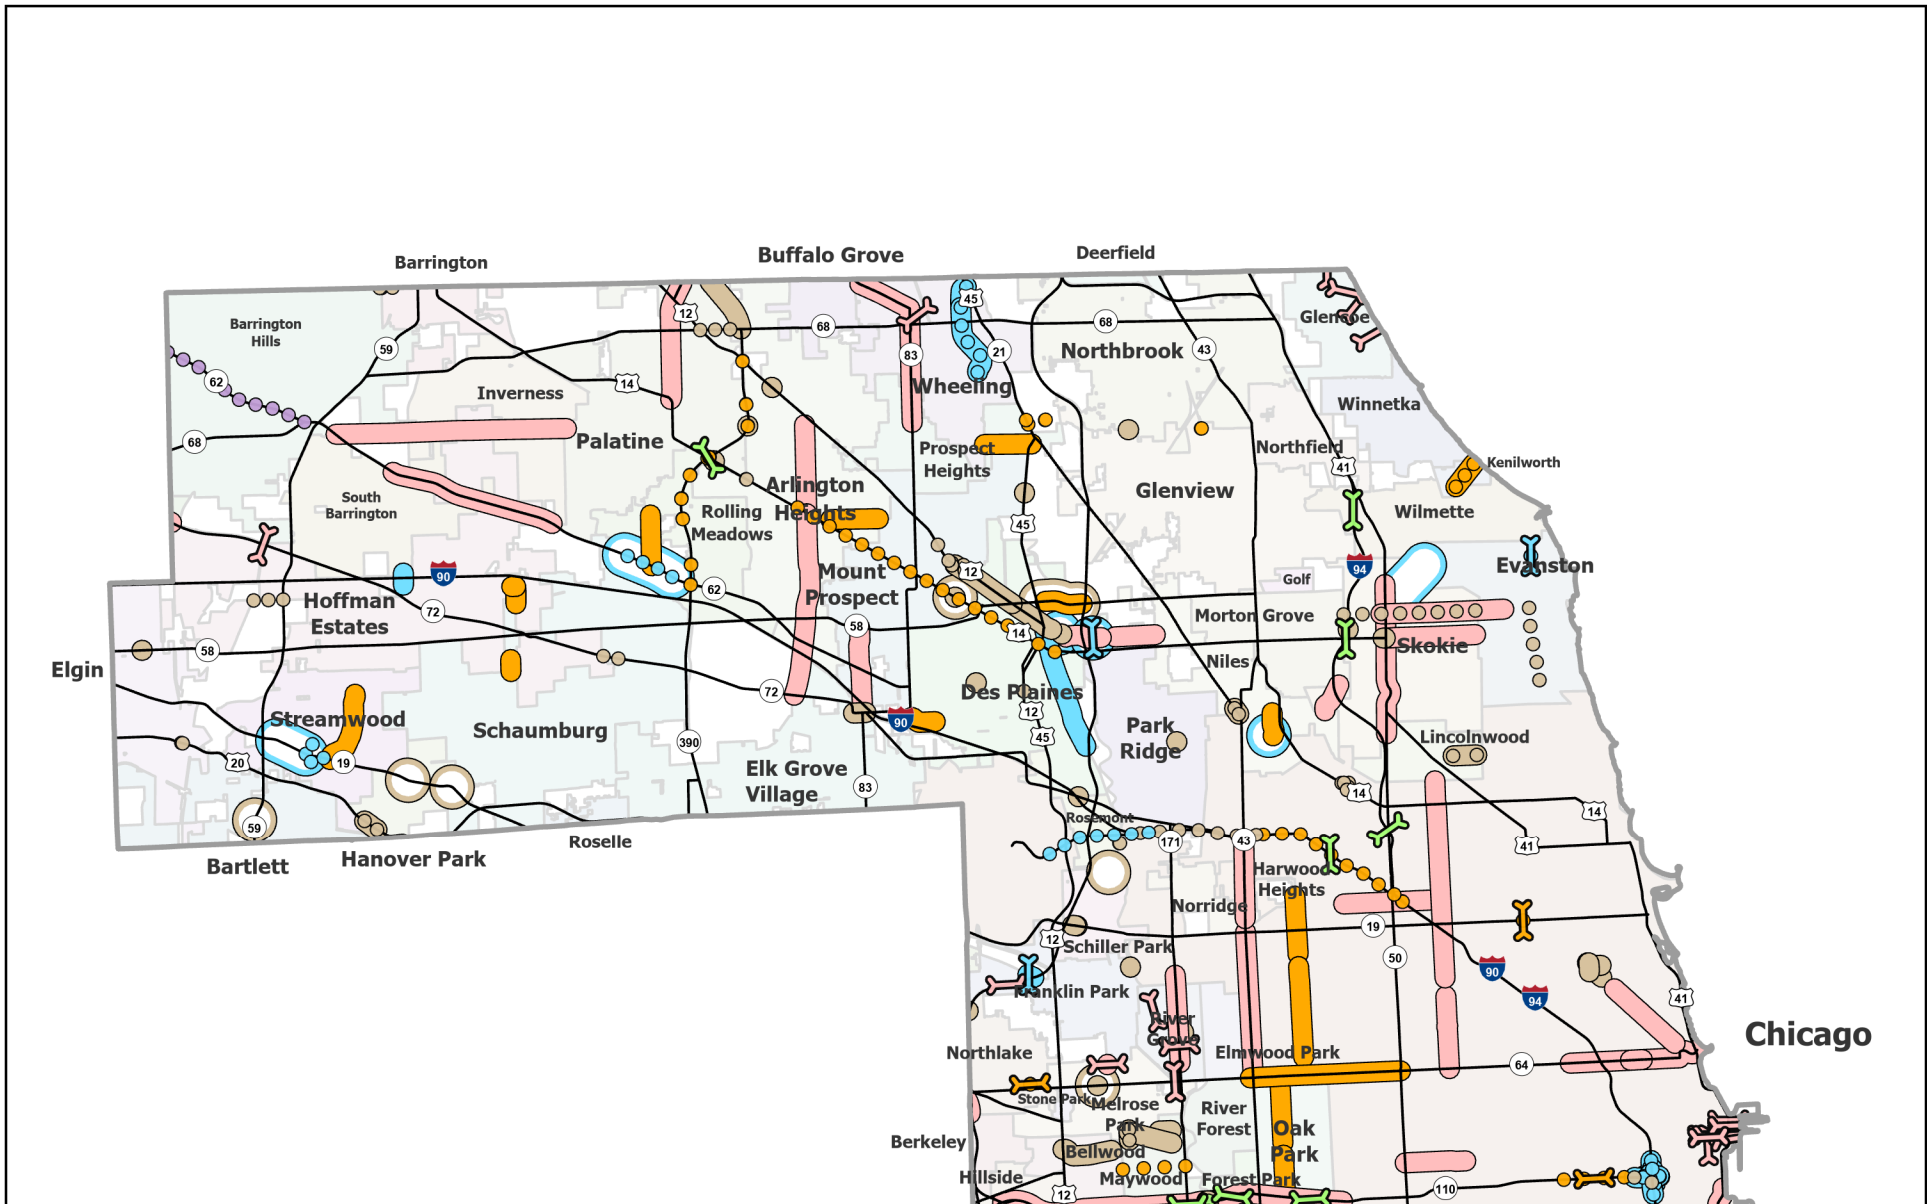 Buffalo Grove
Deerfield
Barrington
45
12
Barrington
Hills
Glencoe
68
68
59
83
21
Northbrook
43
62
14
Inverness
Wheeling
Winnetka
68
Palatine
Prospect
Heights
Northfield
41
Kenilworth
South
Barrington
Arlington
Heights
Glenview
Rolling
Meadows
45
Wilmette
90
Mount
Prospect
12
94
Evanston
Golf
62
Hoffman
Estates
72
Morton Grove
58
14
Skokie
58
Elgin
Niles
72
Des Plaines
12
Streamwood
90
Schaumburg
Park
Ridge
45
390
Lincolnwood
20
19
Elk Grove
Village
83
14
14
59
Rosemont
Roselle
171
43
41
Bartlett
Hanover Park
Harwood
Heights
Norridge
19
12
Schiller Park
50
90
Franklin Park
94
41
River
Grove
Chicago
Northlake
Elmwood Park
64
Stone Park
Melrose
Park
River
Forest
Oak
Park
Berkeley
Bellwood
Hillside
Maywood
Forest Park
12
110